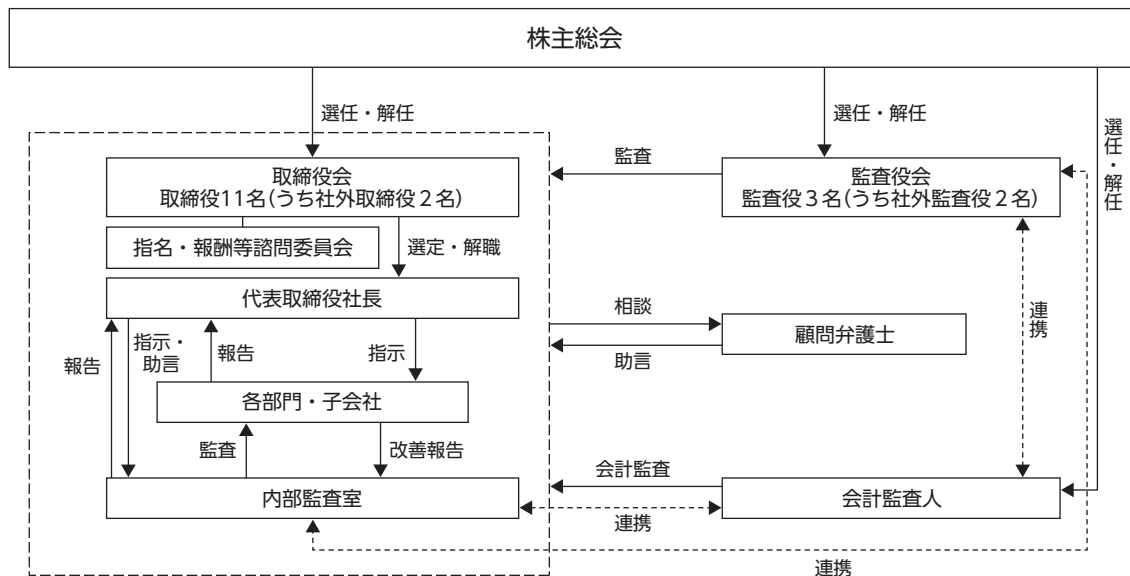 株主総会
選任・解任
選任・解任
選任・解任
取締役会
取締役11名(うち社外取締役2名)
監査
監査役会
監査役3名(うち社外監査役2名)
指名・報酬等諮問委員会
選定・解職
代表取締役社長
相談
顧問弁護士
助言
連携
報告
指示・
助言
報告
指示
各部門・子会社
監査
改善報告
会計監査
内部監査室
会計監査人
連携
連携